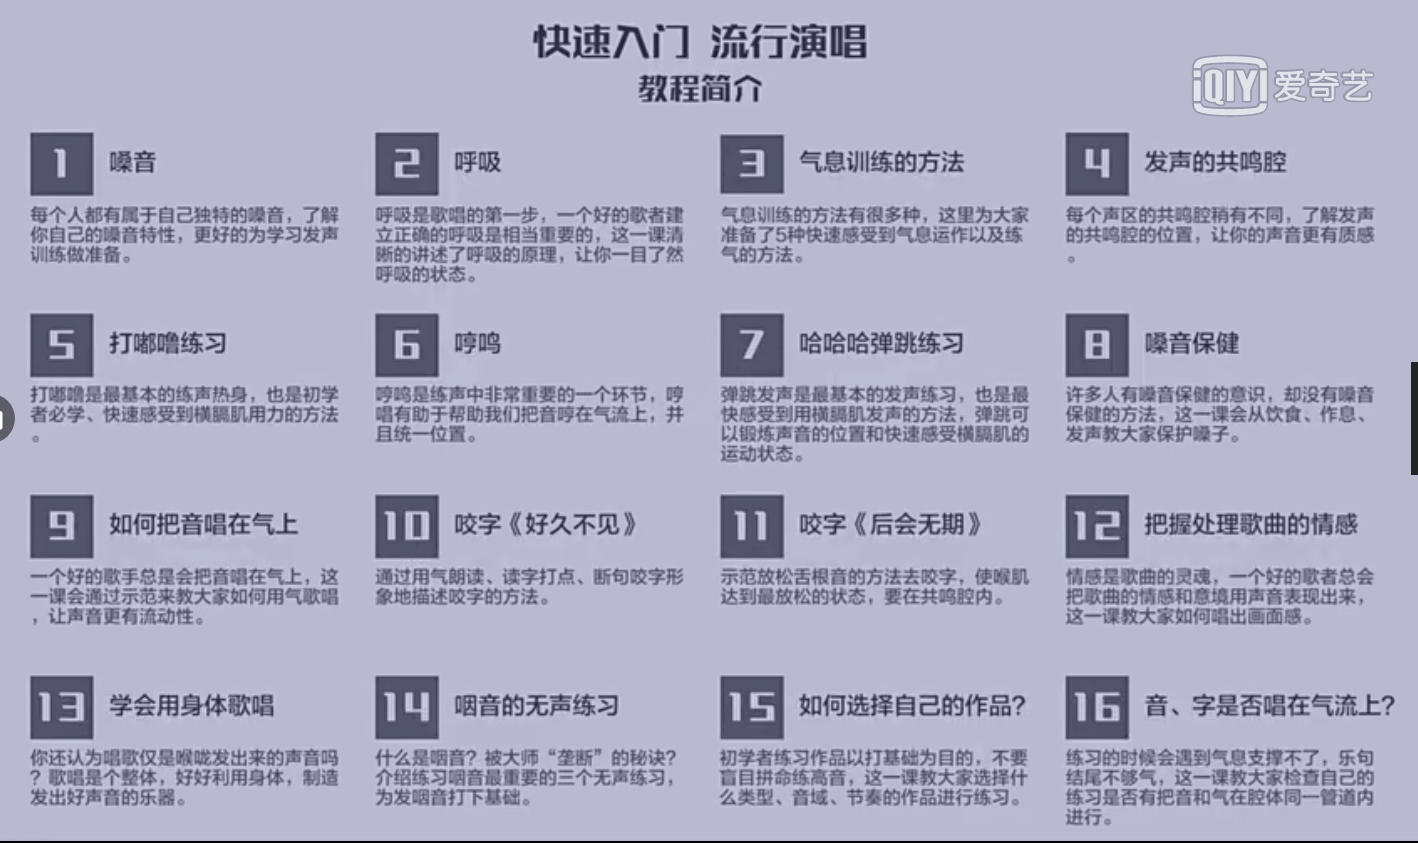 快速入门 流行演唱
教程简介
iQIYI 爱奇艺
1 嗓音
每个人都有属于自己独特的嗓音，了解
你自己的嗓音特性，更好的为学习发声
训练做准备。
2 呼吸
呼吸是歌唱的第一步，一个好的歌者建
立正确的呼吸是相当重要的，这一课清
晰的讲述了呼吸的原理，让你一目了然
呼吸的状态。
3 气息训练的方法
气息训练的方法有很多种，这里为大家
准备了5种快速感受到气息运作以及练
气的方法。
4 发声的共鸣腔
每个声区的共鸣腔稍有不同，了解发声
的共鸣腔的位置，让你的声音更有质感
。
5 打嘟噜练习
打嘟噜是最基本的练声热身，也是初学
者必学、快速感受到横膈肌用力的方法
。
6 哼鸣
哼鸣是练声中非常重要的一个环节，哼
唱有助于帮助我们把音哼在气流上，并
且统一位置。
7 哈哈哈弹跳练习
弹跳发声是最基本的发声练习，也是最
快感受到用横膈肌发声的方法，弹跳可
以锻炼声音的位置和快速感受横膈肌的
运动状态。
8 嗓音保健
许多人有嗓音保健的意识，却没有嗓音
保健的方法，这一课会从饮食、作息、
发声教大家保护嗓子。
9 如何把音唱在气上
一个好的歌手总是会把音唱在气上，这
一课会通过示范来教大家如何用气歌唱
，让声音更有流动性。
10 咬字《好久不见》
通过用气朗读、读字打点、断句咬字形
象地描述咬字的方法。
11 咬字《后会无期》
示范放松舌根音的方法去咬字，使喉肌
达到最放松的状态，要在共鸣腔内。
12 把握处理歌曲的情感
情感是歌曲的灵魂，一个好的歌者总会
把歌曲的情感和意境用声音表现出来，
这一课教大家如何唱出画面感。
13 学会用身体歌唱
你还认为唱歌仅是喉咙发出来的声音吗
？歌唱是个整体，好好利用身体，制造
发出好声音的乐器。
14 咽音的无声练习
什么是咽音？被大师“垄断”的秘诀？
介绍练习咽音最重要的三个无声练习，
为发咽音打下基础。
15 如何选择自己的作品？
初学者练习作品以打基础为目的，不要
盲目拼命练高音，这一课教大家选择什
么类型、音域、节奏的作品进行练习。
16 音、字是否唱在气流上？
练习的时候会遇到气息支撑不了，乐句
结尾不够气，这一课教大家检查自己的
练习是否有把音和气在腔体同一管道内
进行。